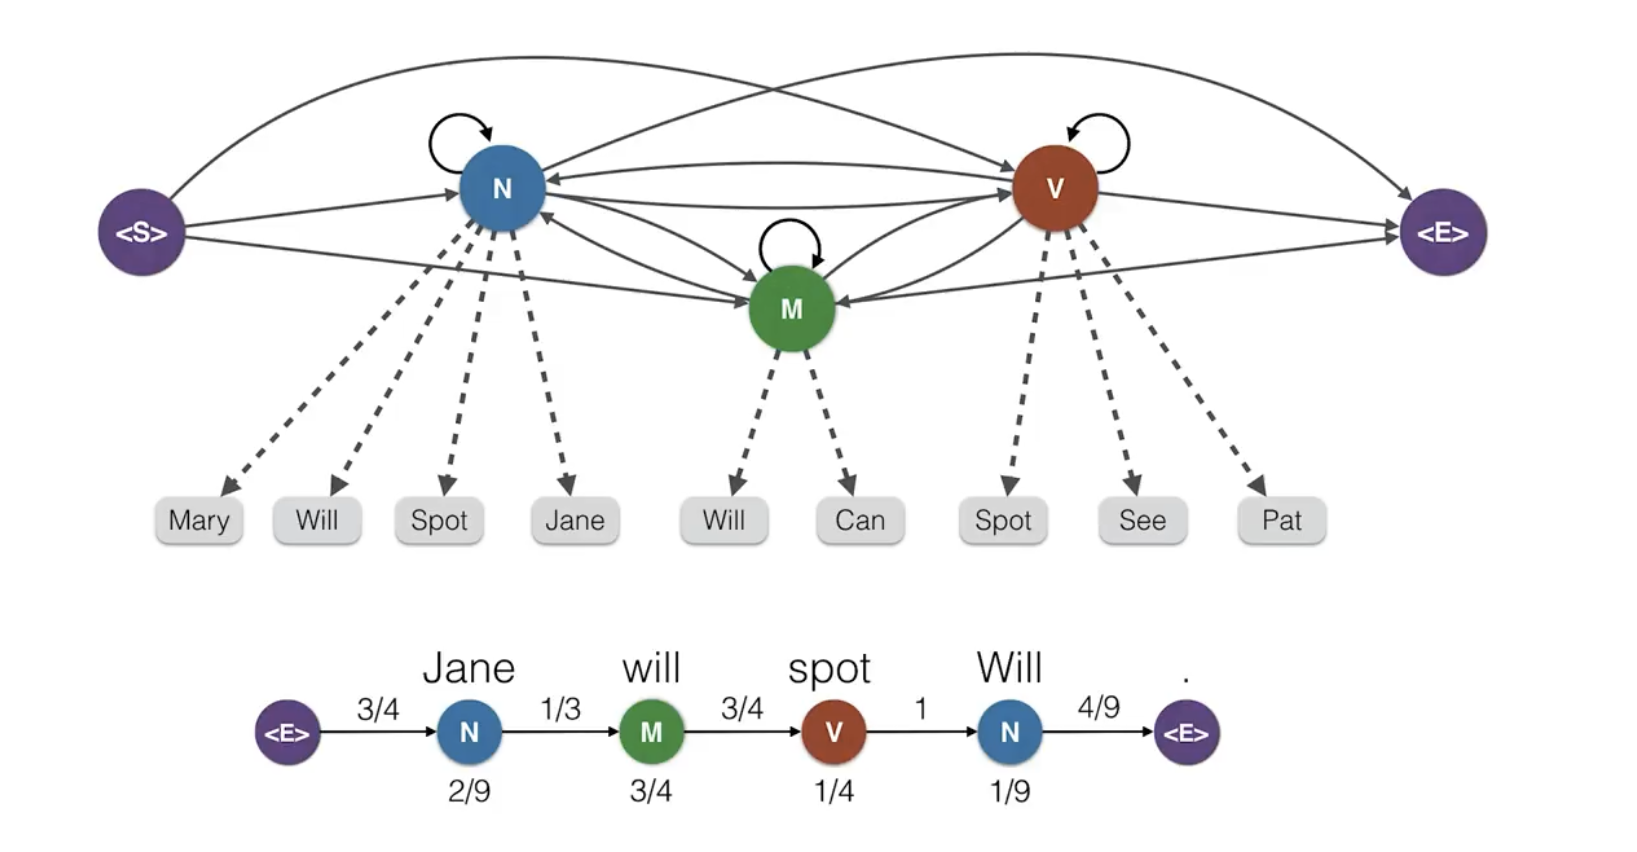 N V
<S> <E>
M
Mary Will Spot Jane Will Can Spot See Pat
Jane will spot Will .
3/4 1/3 3/4 1 4/9
<E> N M V N <E>
2/9 3/4 1/4 1/9